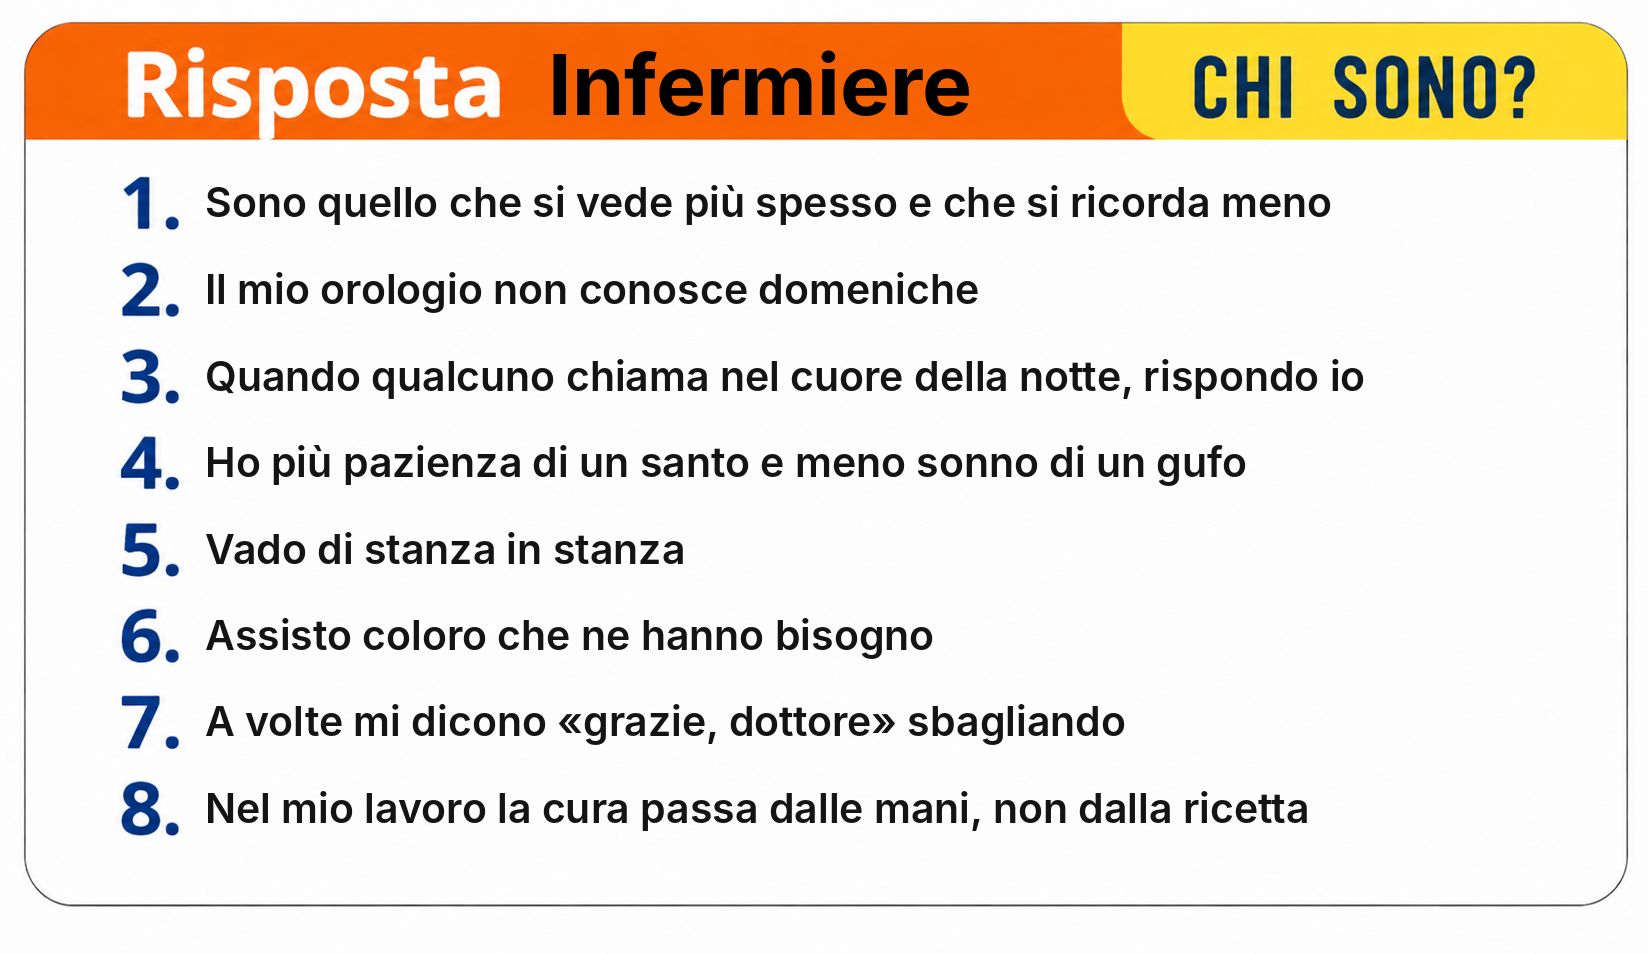 Risposta Infermiere CHI SONO?
1. Sono quello che si vede più spesso e che si ricorda meno
2. Il mio orologio non conosce domeniche
3. Quando qualcuno chiama nel cuore della notte, rispondo io
4. Ho più pazienza di un santo e meno sonno di un gufo
5. Vado di stanza in stanza
6. Assisto coloro che ne hanno bisogno
7. A volte mi dicono «grazie, dottore» sbagliando
8. Nel mio lavoro la cura passa dalle mani, non dalla ricetta